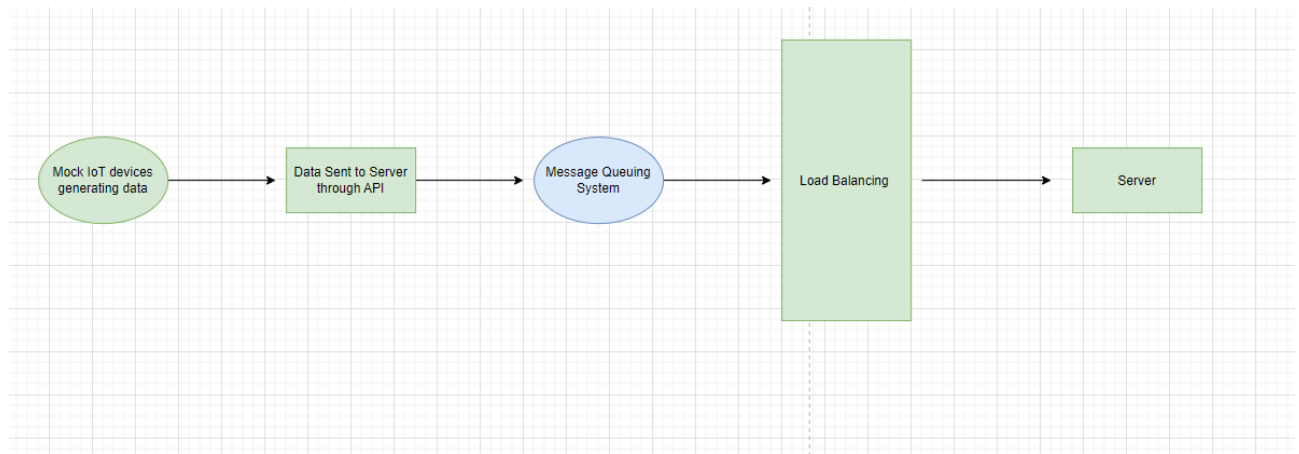 Mock IoT devices
generating data
Data Sent to Server
through API
Message Queuing
System
Load Balancing
Server